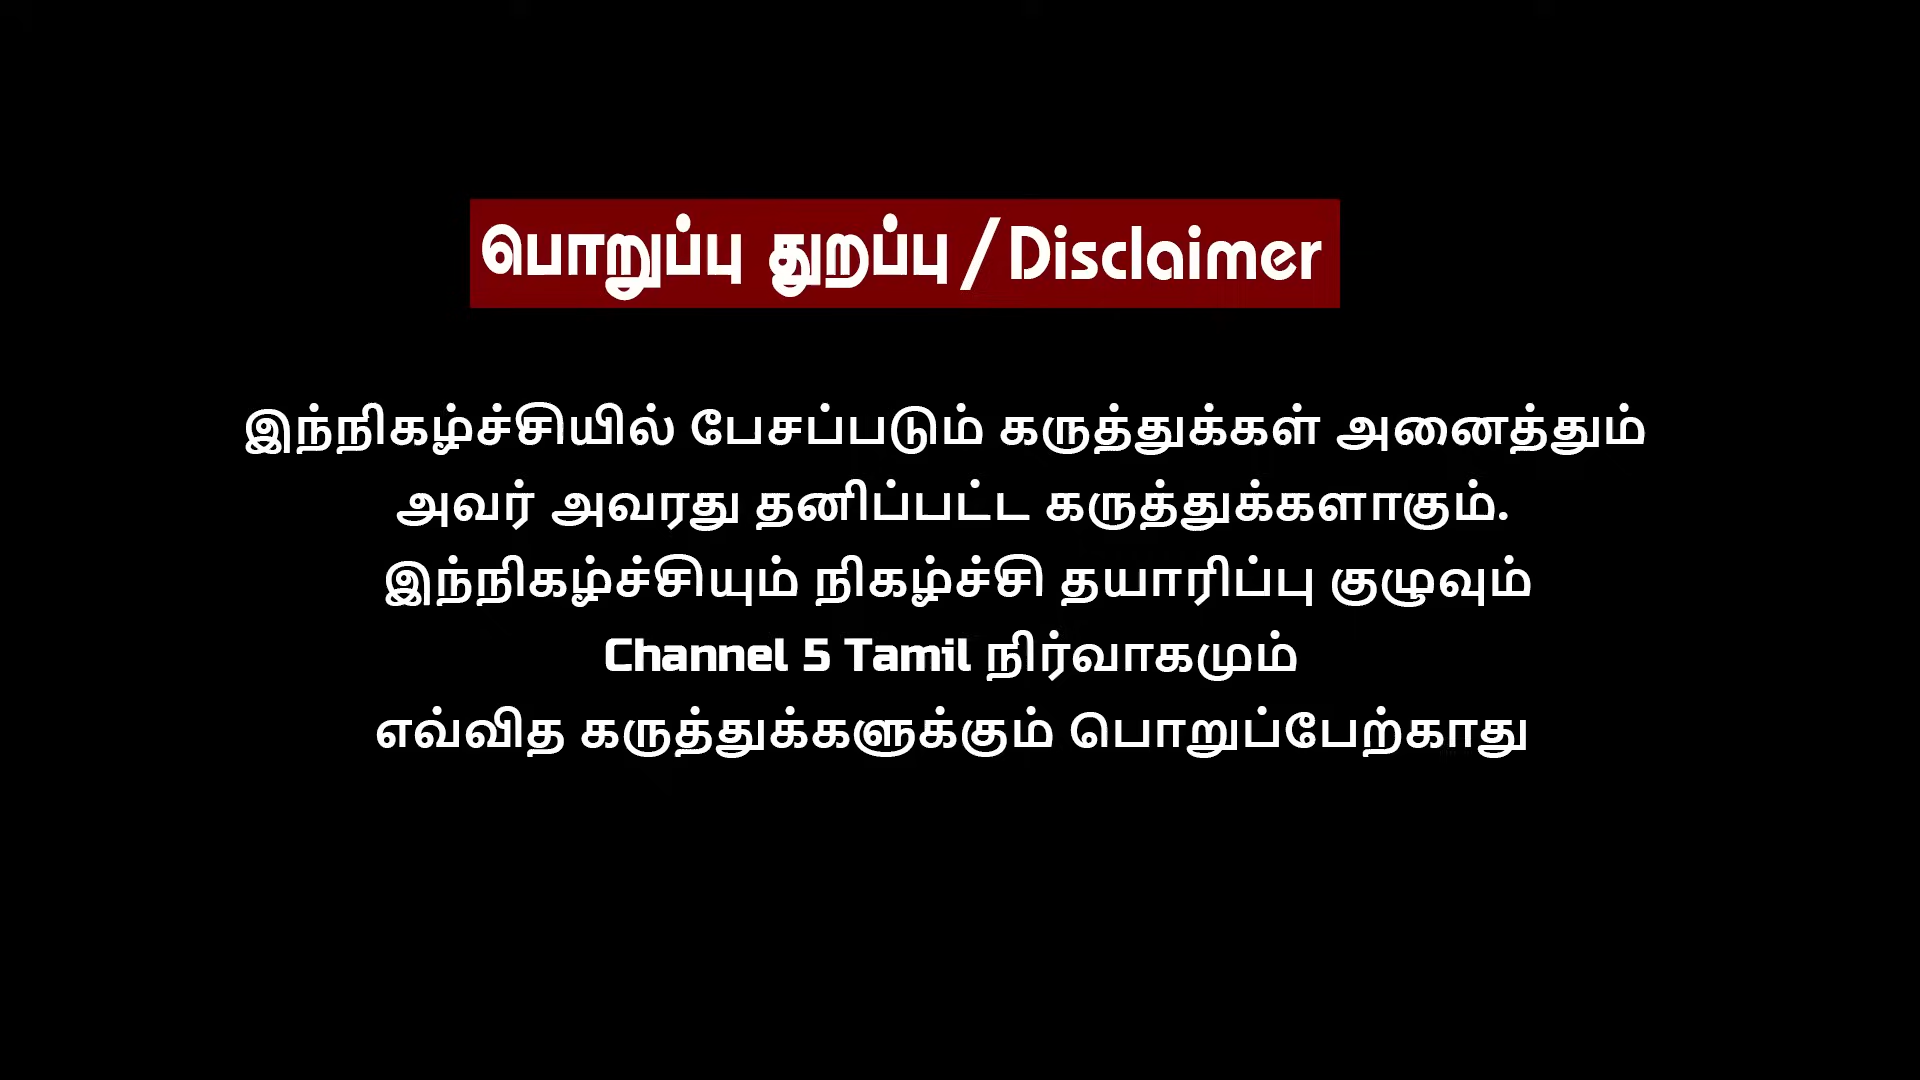 பொறுப்பு துறப்பு/Disclaimer
இந்நிகழ்ச்சியில் பேசப்படும் கருத்துக்கள் அனைத்தும்
அவர் அவரது தனிப்பட்ட கருத்துக்களாகும்.
இந்நிகழ்ச்சியும் நிகழ்ச்சி தயாரிப்பு குழுவும்
Channel 5 Tamil நிர்வாகமும்
எவ்வித கருத்துக்களுக்கும் பொறுப்பேற்காது